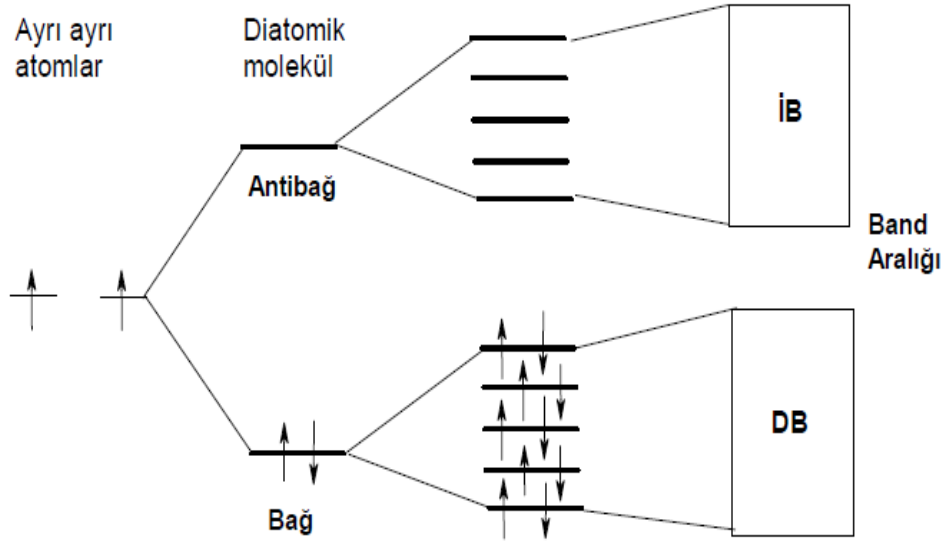 Ayrı ayrı
atomlar
Diatomik
molekül
Antibağ
Bağ
İB
Band
Aralığı
DB